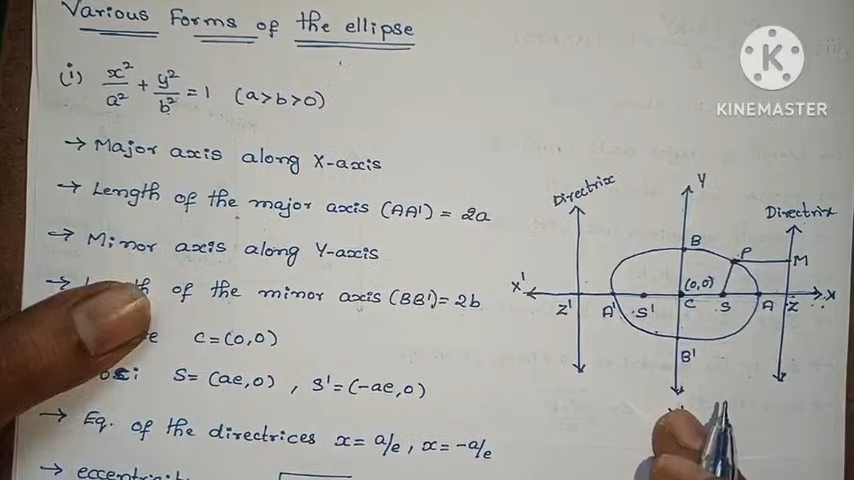 Various Forms of the ellipse
(i) x²/a² + y²/b² = 1 (a>b>0)
→ Major axis along X-axis
→ Length of the major axis (AA') = 2a
→ Minor axis along Y-axis
→ of the minor axis (BB') = 2b
C = (0,0)
S = (ae,0) , S' = (-ae,0)
→ Eq. of the directrices x = a/e , x = -a/e
→ eccentricity
K
KINEMASTER
Directrix
Y
Directrix
B
P
M
X'
(0,0)
X
Z'
A'
S'
C
S
A
Z
B'